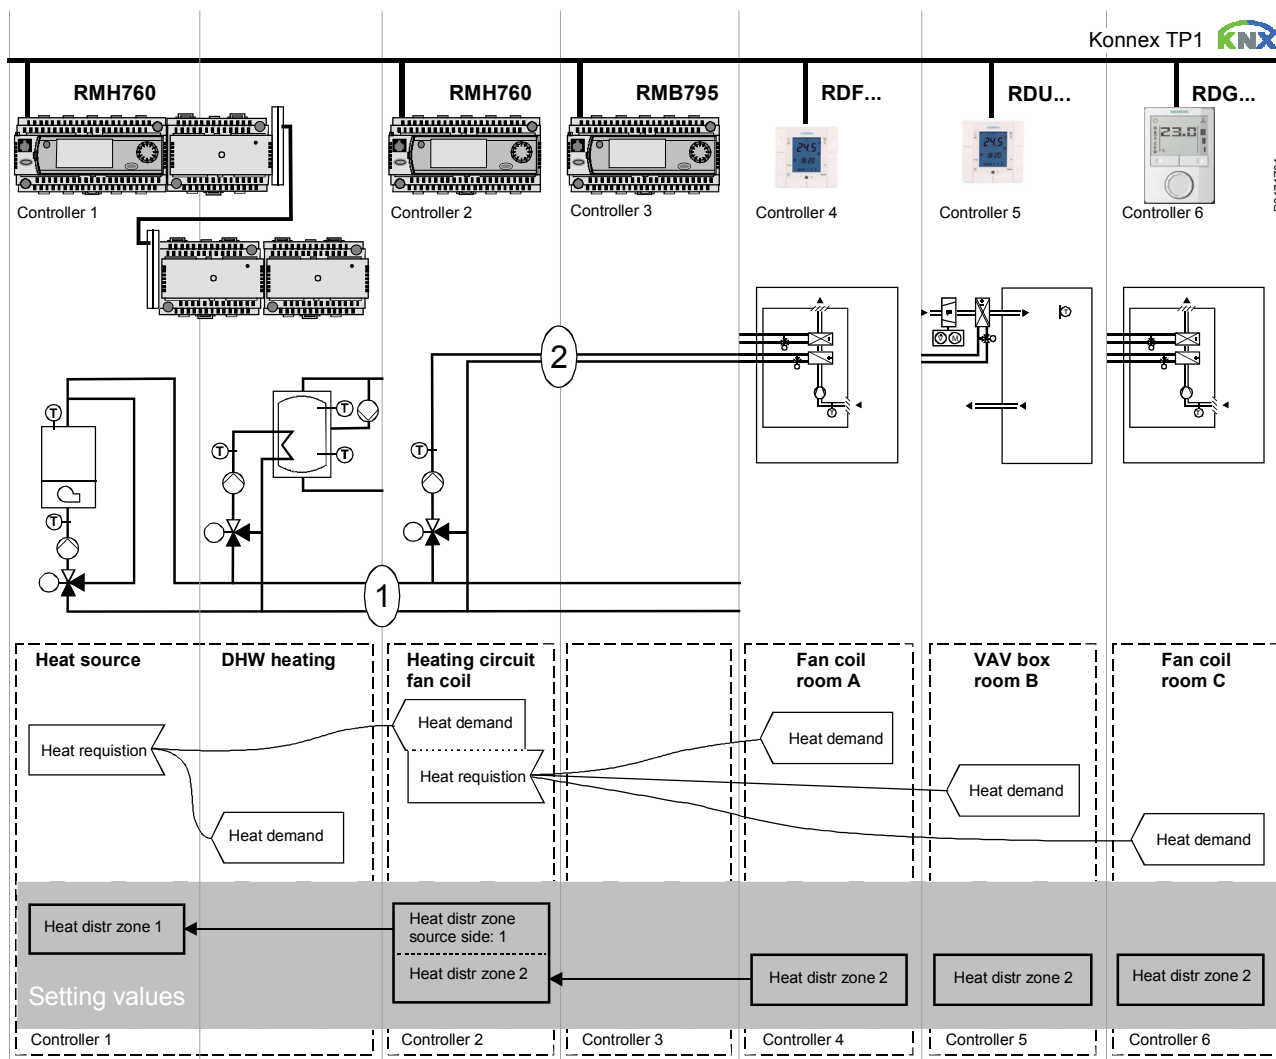 Konnex TP1 KNX
RMH760
RMH760
RMB795
RDF...
RDU...
RDG...
Controller 1
Controller 2
Controller 3
Controller 4
Controller 5
Controller 6
2
1
T
T
T
T
T
T
Heat source
DHW heating
Heating circuit
fan coil
Fan coil
room A
VAV box
room B
Fan coil
room C
Heat demand
Heat requistion
Heat demand
Heat requistion
Heat demand
Heat demand
Heat demand
Heat distr zone 1
Heat distr zone
source side: 1
Heat distr zone 2
Heat distr zone 2
Heat distr zone 2
Heat distr zone 2
Setting values
Controller 1
Controller 2
Controller 3
Controller 4
Controller 5
Controller 6